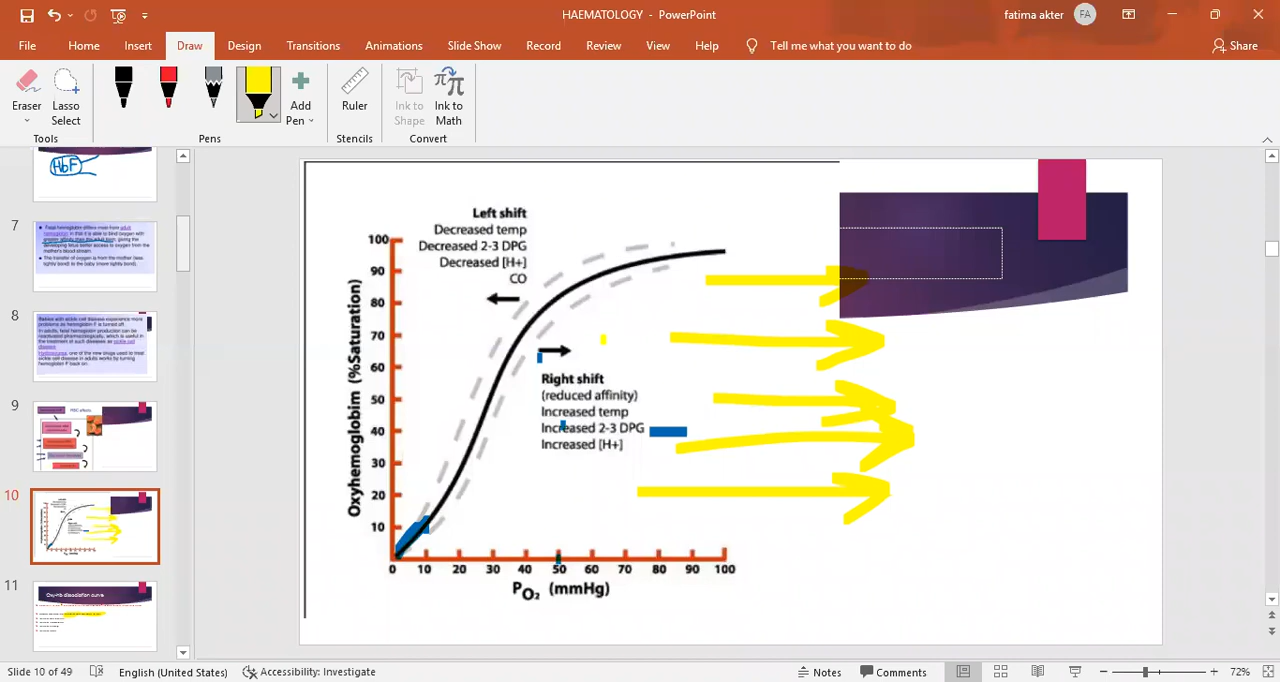 HAEMATOLOGY - PowerPoint
fatima akter
FA
File
Home
Insert
Draw
Design
Transitions
Animations
Slide Show
Record
Review
View
Help
Tell me what you want to do
Share
Eraser
Lasso
Select
Add
Pen
Ruler
Ink to
Shape
Ink to
Math
Tools
Pens
Stencils
Convert
HbF
7
8
9
10
11
Left shift
Decreased temp
Decreased 2-3 DPG
Decreased [H+]
CO
Right shift
(reduced affinity)
Increased temp
Increased 2-3 DPG
Increased [H+]
Oxyhemoglobim (%Saturation)
100
90
80
70
60
50
40
30
20
10
0 10 20 30 40 50 60 70 80 90 100
PO2 (mmHg)
Slide 10 of 49
English (United States)
Accessibility: Investigate
Notes
Comments
72%